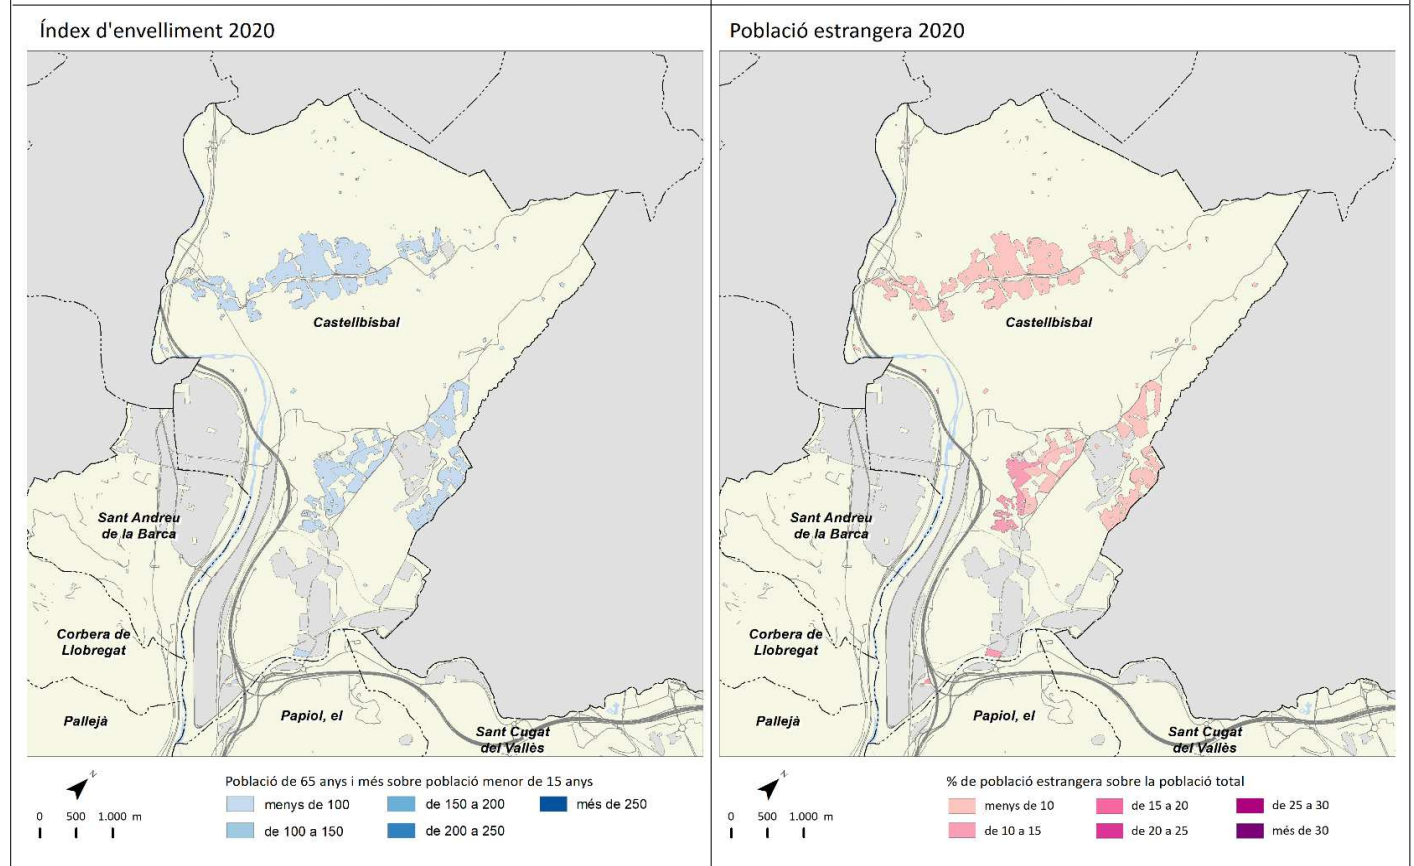 Índex d'envelliment 2020
Castellbisbal
Sant Andreu
de la Barca
Corbera de
Llobregat
Pallejà
Papiol, el
Sant Cugat
del Vallès
N
0 500 1.000 m
Població de 65 anys i més sobre població menor de 15 anys
menys de 100
de 150 a 200
més de 250
de 100 a 150
de 200 a 250
Població estrangera 2020
Castellbisbal
Sant Andreu
de la Barca
Corbera de
Llobregat
Pallejà
Papiol, el
Sant Cugat
del Vallès
N
0 500 1.000 m
% de població estrangera sobre la població total
menys de 10
de 15 a 20
de 25 a 30
de 10 a 15
de 20 a 25
més de 30